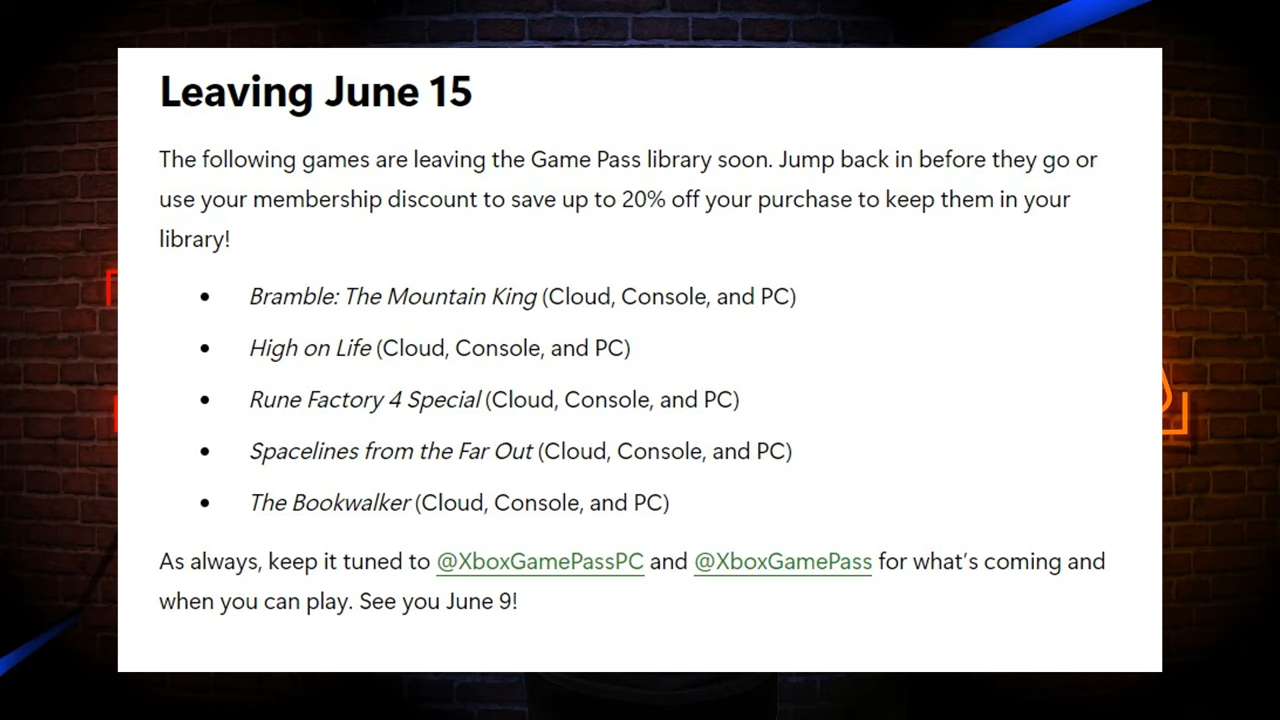 Leaving June 15
The following games are leaving the Game Pass library soon. Jump back in before they go or
use your membership discount to save up to 20% off your purchase to keep them in your
library!
• Bramble: The Mountain King (Cloud, Console, and PC)
• High on Life (Cloud, Console, and PC)
• Rune Factory 4 Special (Cloud, Console, and PC)
• Spacelines from the Far Out (Cloud, Console, and PC)
• The Bookwalker (Cloud, Console, and PC)
As always, keep it tuned to @XboxGamePassPC and @XboxGamePass for what’s coming and
when you can play. See you June 9!